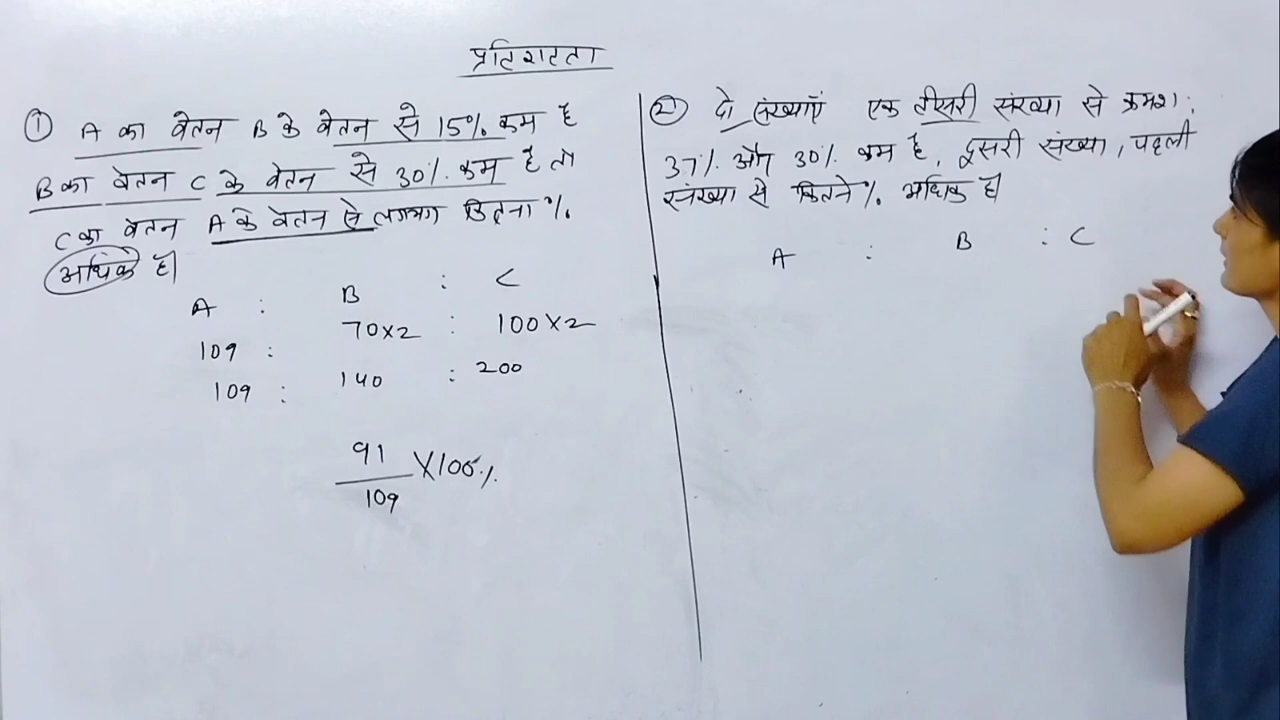 प्रतिशतता
① A का वेतन B के वेतन से 15% कम है
B का वेतन C के वेतन से 30% कम है तो
C का वेतन A के वेतन से लगभग कितना %
अधिक है।
A : B : C
109 : 70×2 : 100×2
109 : 140 : 200
91
109
×100%
② दो संख्याएँ एक तीसरी संख्या से क्रमशः
37% और 30% कम है, दूसरी संख्या, पहली
संख्या से कितने % अधिक है।
A : B : C